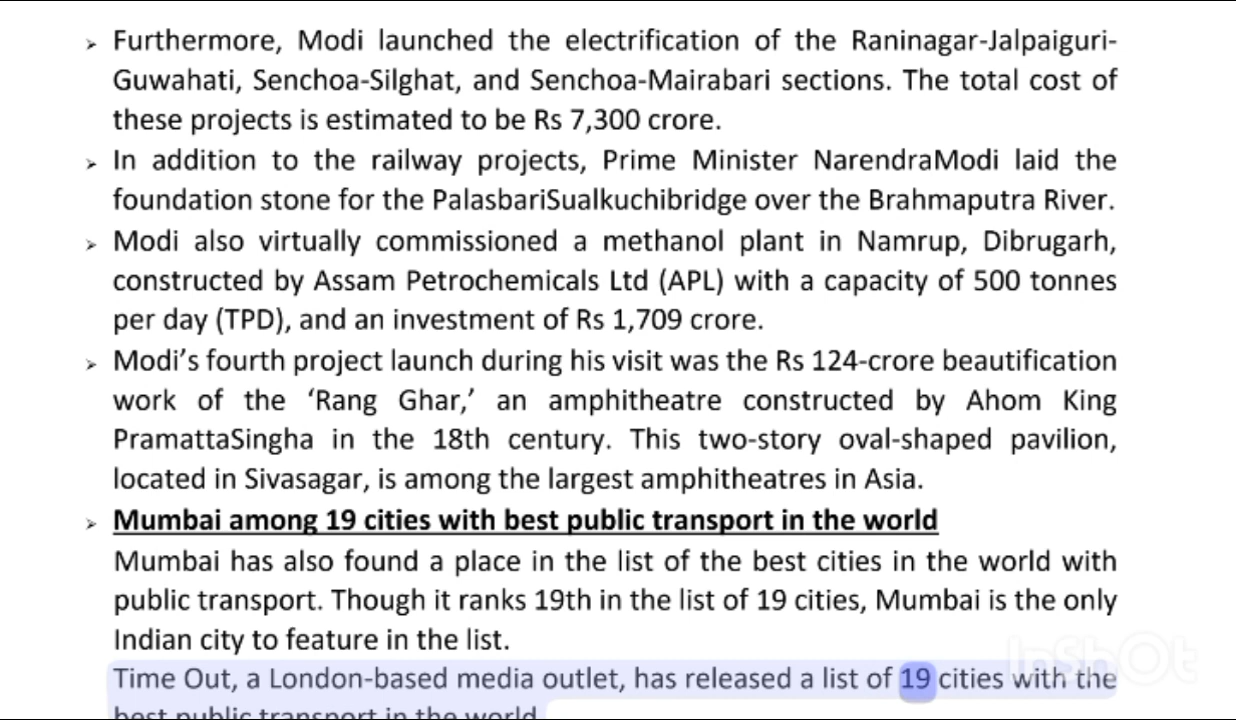 ➢ Furthermore, Modi launched the electrification of the Raninagar-Jalpaiguri-
Guwahati, Senchoa-Silghat, and Senchoa-Mairabari sections. The total cost of
these projects is estimated to be Rs 7,300 crore.
➢ In addition to the railway projects, Prime Minister NarendraModi laid the
foundation stone for the PalasbariSualkuchibridge over the Brahmaputra River.
➢ Modi also virtually commissioned a methanol plant in Namrup, Dibrugarh,
constructed by Assam Petrochemicals Ltd (APL) with a capacity of 500 tonnes
per day (TPD), and an investment of Rs 1,709 crore.
➢ Modi’s fourth project launch during his visit was the Rs 124-crore beautification
work of the ‘Rang Ghar,’ an amphitheatre constructed by Ahom King
PramattaSingha in the 18th century. This two-story oval-shaped pavilion,
located in Sivasagar, is among the largest amphitheatres in Asia.
➢ Mumbai among 19 cities with best public transport in the world
Mumbai has also found a place in the list of the best cities in the world with
public transport. Though it ranks 19th in the list of 19 cities, Mumbai is the only
Indian city to feature in the list.
Time Out, a London-based media outlet, has released a list of 19 cities with the
best public transport in the world
InShOt